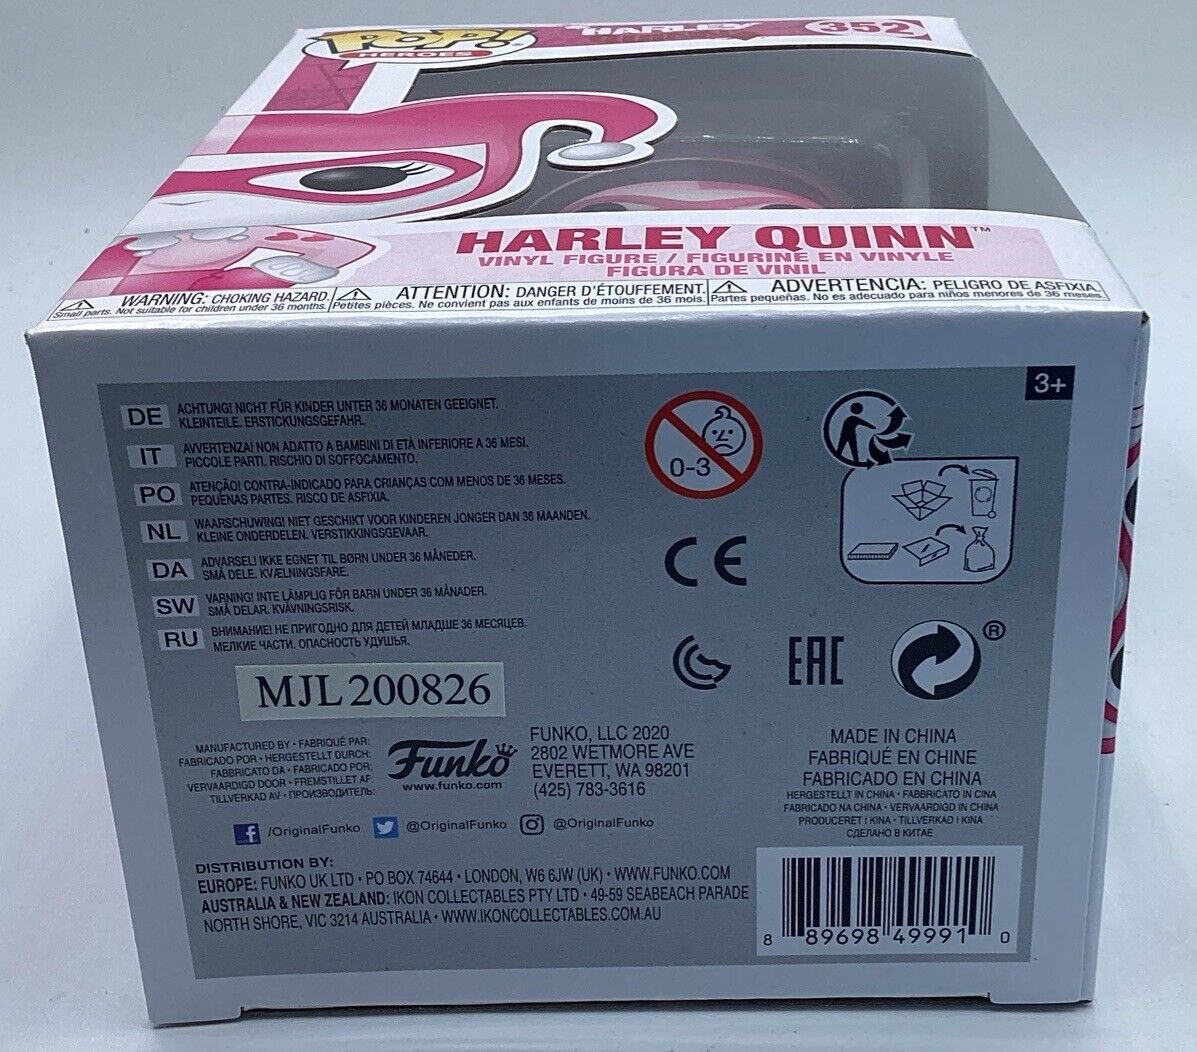 POP!®
HEROES
HARLEY
352
HARLEY QUINN™
VINYL FIGURE / FIGURINE EN VINYLE
FIGURA DE VINIL
WARNING: CHOKING HAZARD.
Small parts. Not suitable for children under 36 months.
ATTENTION: DANGER D'ÉTOUFFEMENT.
Petites pièces. Ne convient pas aux enfants de moins de 36 mois.
ADVERTENCIA: PELIGRO DE ASFIXIA.
Partes pequeñas. No es adecuado para niños menores de 36 meses.
3+
DE ACHTUNG! NICHT FÜR KINDER UNTER 36 MONATEN GEEIGNET.
KLEINTEILE. ERSTICKUNGSGEFAHR.
IT AVVERTENZA! NON ADATTO A BAMBINI DI ETÀ INFERIORE A 36 MESI.
PICCOLE PARTI. RISCHIO DI SOFFOCAMENTO.
PO ATENÇÃO! CONTRA-INDICADO PARA CRIANÇAS COM MENOS DE 36 MESES.
PEQUENAS PARTES. RISCO DE ASFIXIA.
NL WAARSCHUWING! NIET GESCHIKT VOOR KINDEREN JONGER DAN 36 MAANDEN.
KLEINE ONDERDELEN. VERSTIKKINGSGEVAAR.
DA ADVARSEL! IKKE EGNET TIL BØRN UNDER 36 MÅNEDER.
SMÅ DELE. KVÆLNINGSFARE.
SW VARNING! INTE LÄMPLIG FÖR BARN UNDER 36 MÅNADER.
SMÅ DELAR. KVÄVNINGSRISK.
RU ВНИМАНИЕ! НЕ ПРИГОДНО ДЛЯ ДЕТЕЙ МЛАДШЕ 36 МЕСЯЦЕВ.
МЕЛКИЕ ЧАСТИ. ОПАСНОСТЬ УДУШЬЯ.
0-3
CE
EAC
®
MJL200826
MANUFACTURED BY • FABRIQUÉ PAR:
FABRICADO POR • HERGESTELLT DURCH:
FABBRICATO DA • FABRICADO POR:
VERVAARDIGD DOOR • FREMSTILLET AF:
TILLVERKAD AV • ПРОИЗВОДИТЕЛЬ:
Funko
www.funko.com
FUNKO, LLC 2020
2802 WETMORE AVE
EVERETT, WA 98201
(425) 783-3616
MADE IN CHINA
FABRIQUÉ EN CHINE
FABRICADO EN CHINA
HERGESTELLT IN CHINA • FABBRICATO IN CINA
FABRICADO NA CHINA • VERVAARDIGD IN CHINA
PRODUCERET I KINA • TILLVERKAD I KINA
СДЕЛАНО В КИТАЕ
f /OriginalFunko @OriginalFunko @OriginalFunko
DISTRIBUTION BY:
EUROPE: FUNKO UK LTD • PO BOX 74644 • LONDON, W6 6JW (UK) • WWW.FUNKO.COM
AUSTRALIA & NEW ZEALAND: IKON COLLECTABLES PTY LTD • 49-59 SEABEACH PARADE
NORTH SHORE, VIC 3214 AUSTRALIA • WWW.IKONCOLLECTABLES.COM.AU
8 89698 49991 0